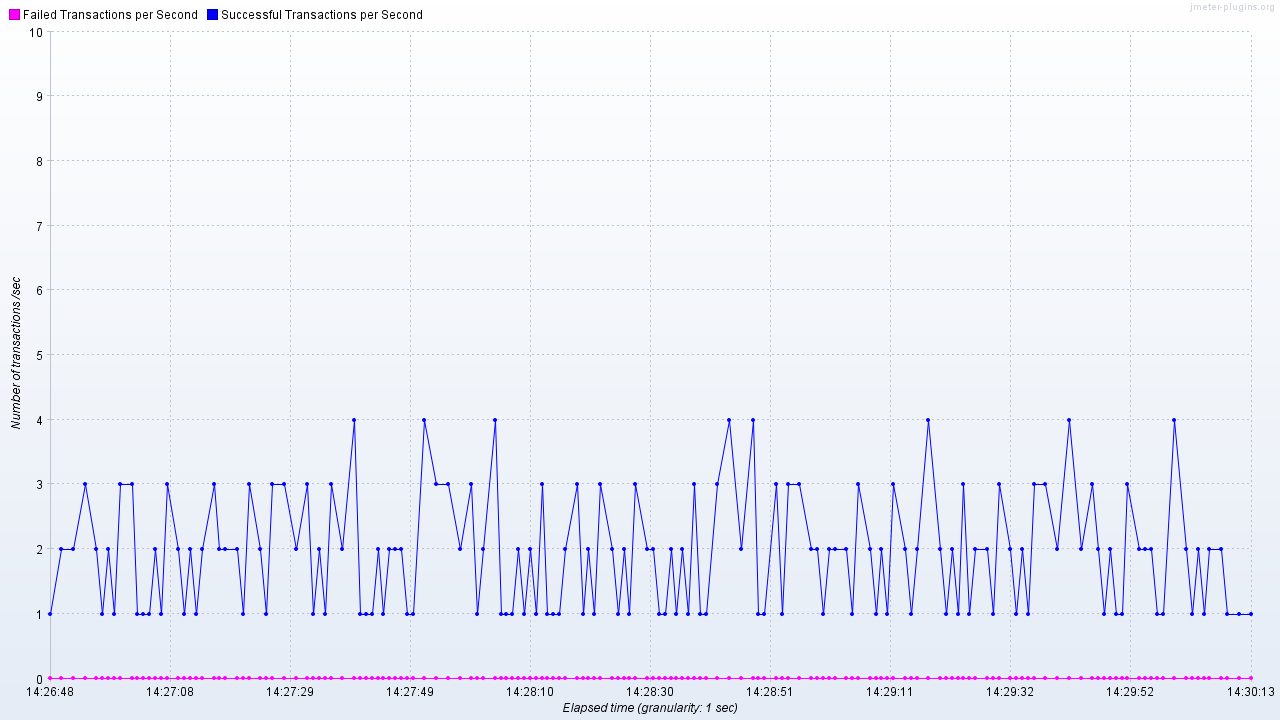 jmeter-plugins.org
Failed Transactions per Second Successful Transactions per Second
10
9
8
7
6
5
4
3
2
1
0
Number of transactions /sec
14:26:48 14:27:08 14:27:29 14:27:49 14:28:10 14:28:30 14:28:51 14:29:11 14:29:32 14:29:52 14:30:13
Elapsed time (granularity: 1 sec)